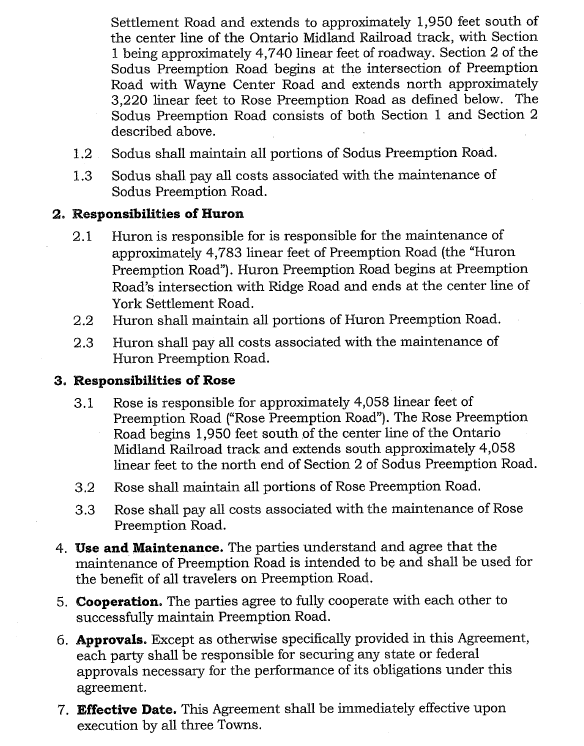 Settlement Road and extends to approximately 1,950 feet south of
the center line of the Ontario Midland Railroad track, with Section
1 being approximately 4,740 linear feet of roadway. Section 2 of the
Sodus Preemption Road begins at the intersection of Preemption
Road with Wayne Center Road and extends north approximately
3,220 linear feet to Rose Preemption Road as defined below. The
Sodus Preemption Road consists of both Section 1 and Section 2
described above.
1.2 Sodus shall maintain all portions of Sodus Preemption Road.
1.3 Sodus shall pay all costs associated with the maintenance of
Sodus Preemption Road.
2. Responsibilities of Huron
2.1 Huron is responsible for is responsible for the maintenance of
approximately 4,783 linear feet of Preemption Road (the “Huron
Preemption Road”). Huron Preemption Road begins at Preemption
Road’s intersection with Ridge Road and ends at the center line of
York Settlement Road.
2.2 Huron shall maintain all portions of Huron Preemption Road.
2.3 Huron shall pay all costs associated with the maintenance of
Huron Preemption Road.
3. Responsibilities of Rose
3.1 Rose is responsible for approximately 4,058 linear feet of
Preemption Road (“Rose Preemption Road”). The Rose Preemption
Road begins 1,950 feet south of the center line of the Ontario
Midland Railroad track and extends south approximately 4,058
linear feet to the north end of Section 2 of Sodus Preemption Road.
3.2 Rose shall maintain all portions of Rose Preemption Road.
3.3 Rose shall pay all costs associated with the maintenance of Rose
Preemption Road.
4. Use and Maintenance. The parties understand and agree that the
maintenance of Preemption Road is intended to be and shall be used for
the benefit of all travelers on Preemption Road.
5. Cooperation. The parties agree to fully cooperate with each other to
successfully maintain Preemption Road.
6. Approvals. Except as otherwise specifically provided in this Agreement,
each party shall be responsible for securing any state or federal
approvals necessary for the performance of its obligations under this
agreement.
7. Effective Date. This Agreement shall be immediately effective upon
execution by all three Towns.